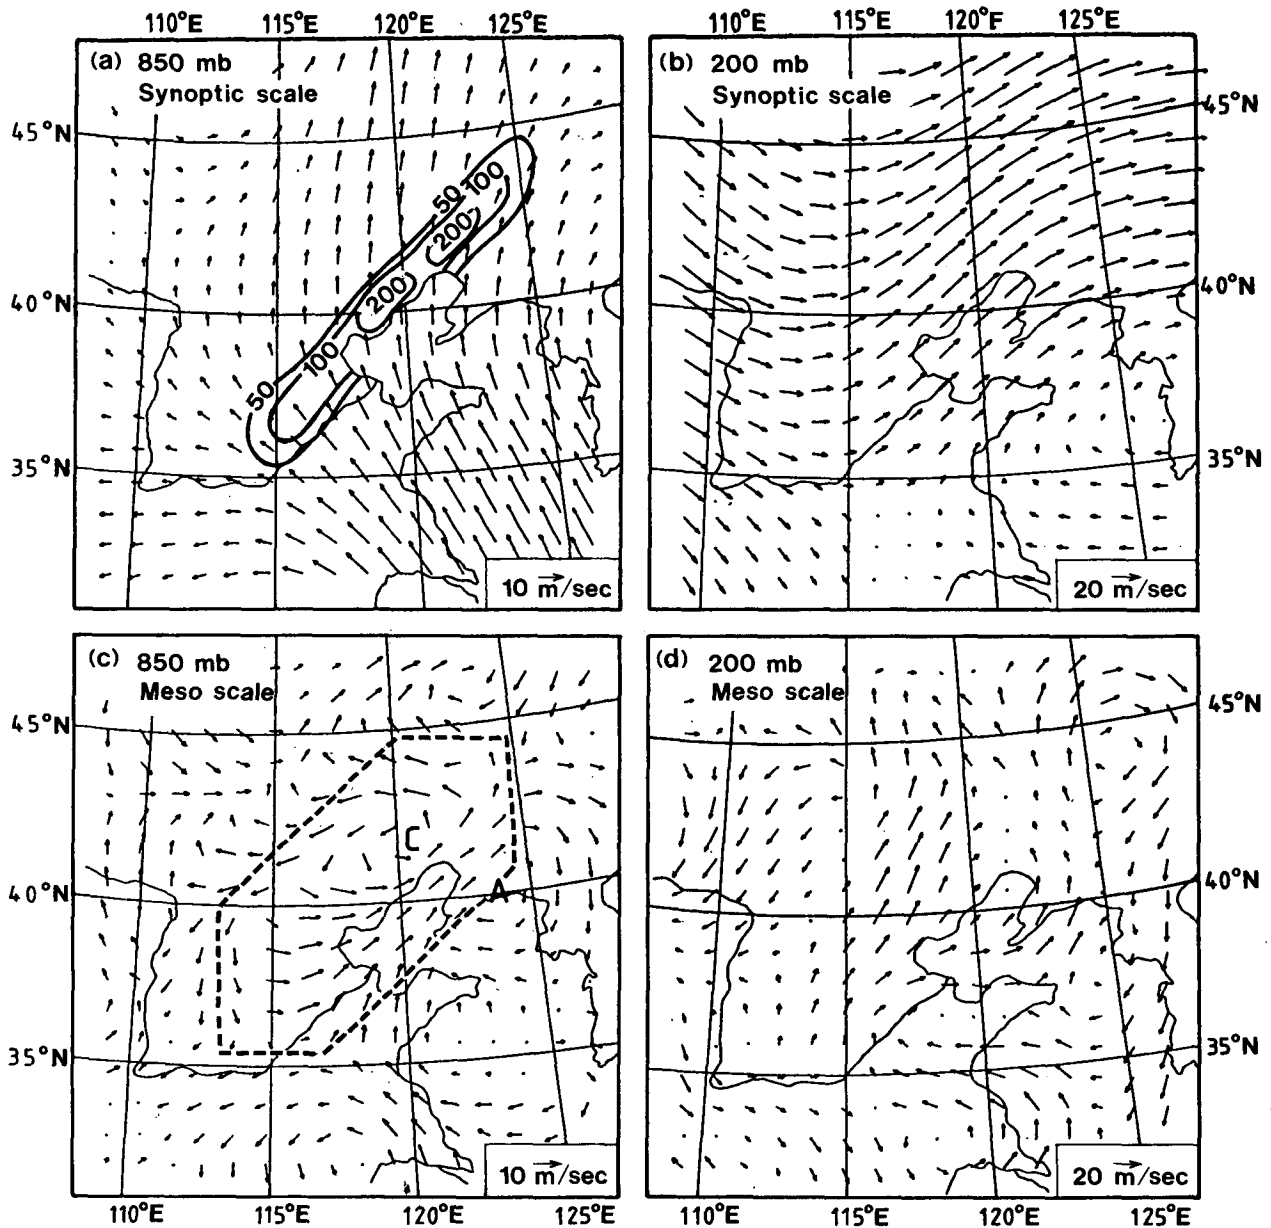 110°E 115°E 120°E 125°E
110°E 115°E 120°E 125°E
(a) 850 mb
Synoptic scale
(b) 200 mb
Synoptic scale
45°N
45°N
50
100
200
200
40°N
40°N
100
50
35°N
35°N
10 m/sec
20 m/sec
(c) 850 mb
Meso scale
(d) 200 mb
Meso scale
45°N
45°N
C
40°N
A
40°N
35°N
35°N
10 m/sec
20 m/sec
110°E 115°E 120°E 125°E
110°E 115°E 120°E 125°E